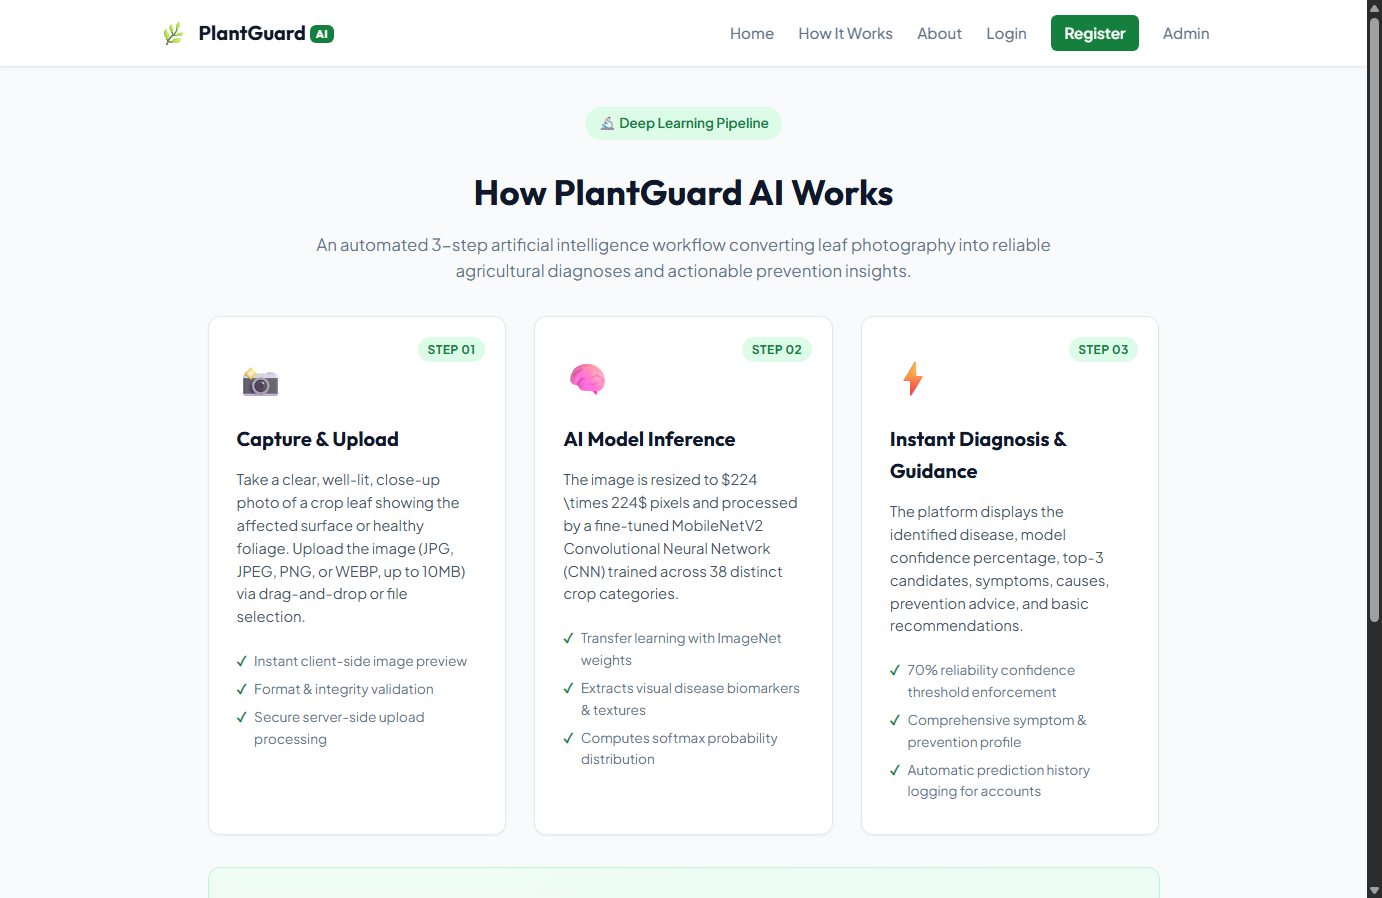 PlantGuard AI
Home How It Works About Login Register Admin
Deep Learning Pipeline
How PlantGuard AI Works
An automated 3-step artificial intelligence workflow converting leaf photography into reliable
agricultural diagnoses and actionable prevention insights.
STEP 01
Capture & Upload
Take a clear, well-lit, close-up
photo of a crop leaf showing the
affected surface or healthy
foliage. Upload the image (JPG,
JPEG, PNG, or WEBP, up to 10MB)
via drag-and-drop or file
selection.
✓ Instant client-side image preview
✓ Format & integrity validation
✓ Secure server-side upload
processing
STEP 02
AI Model Inference
The image is resized to $224
\times 224$ pixels and processed
by a fine-tuned MobileNetV2
Convolutional Neural Network
(CNN) trained across 38 distinct
crop categories.
✓ Transfer learning with ImageNet
weights
✓ Extracts visual disease biomarkers
& textures
✓ Computes softmax probability
distribution
STEP 03
Instant Diagnosis &
Guidance
The platform displays the
identified disease, model
confidence percentage, top-3
candidates, symptoms, causes,
prevention advice, and basic
recommendations.
✓ 70% reliability confidence
threshold enforcement
✓ Comprehensive symptom &
prevention profile
✓ Automatic prediction history
logging for accounts